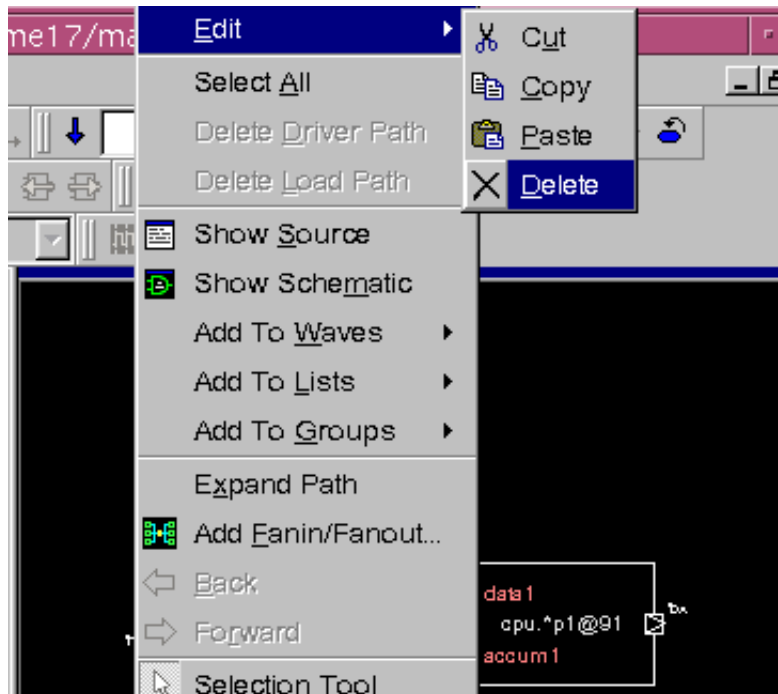 me17/ma
Edit
Cut
Copy
Paste
Delete
Select All
Delete Driver Path
Delete Load Path
Show Source
Show Schematic
Add To Waves
Add To Lists
Add To Groups
Expand Path
Add Fanin/Fanout...
Back
Forward
Selection Tool
data1
cpu.*p1@91
accum1